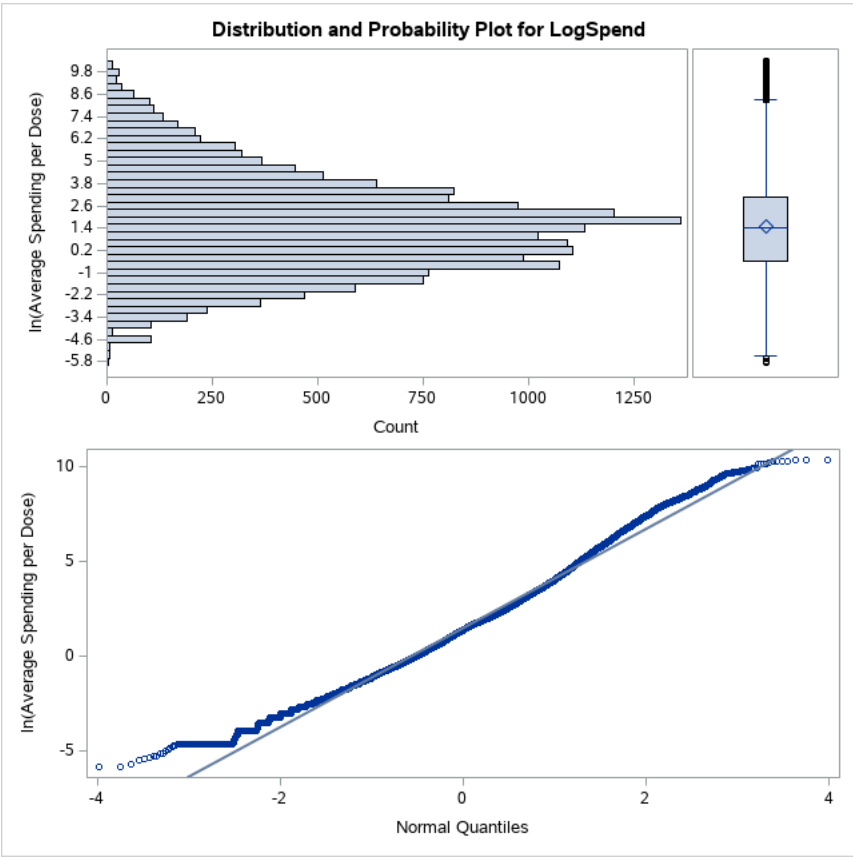 Distribution and Probability Plot for LogSpend
ln(Average Spending per Dose)
9.8
8.6
7.4
6.2
5
3.8
2.6
1.4
0.2
-1
-2.2
-3.4
-4.6
-5.8
0 250 500 750 1000 1250
Count
ln(Average Spending per Dose)
10
5
0
-5
-4 -2 0 2 4
Normal Quantiles